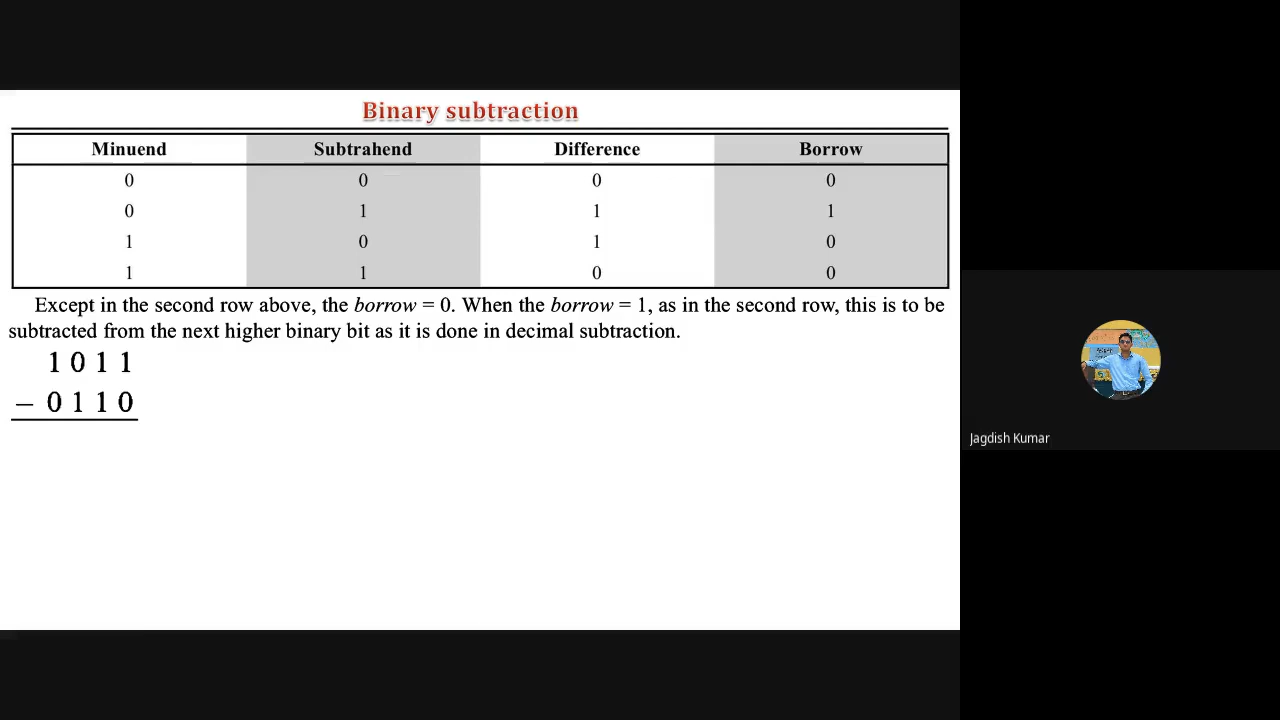 Binary subtraction
Minuend Subtrahend Difference Borrow
0 0 0 0
0 1 1 1
1 0 1 0
1 1 0 0
Except in the second row above, the borrow = 0. When the borrow = 1, as in the second row, this is to be
subtracted from the next higher binary bit as it is done in decimal subtraction.
1 0 1 1
– 0 1 1 0
Jagdish Kumar